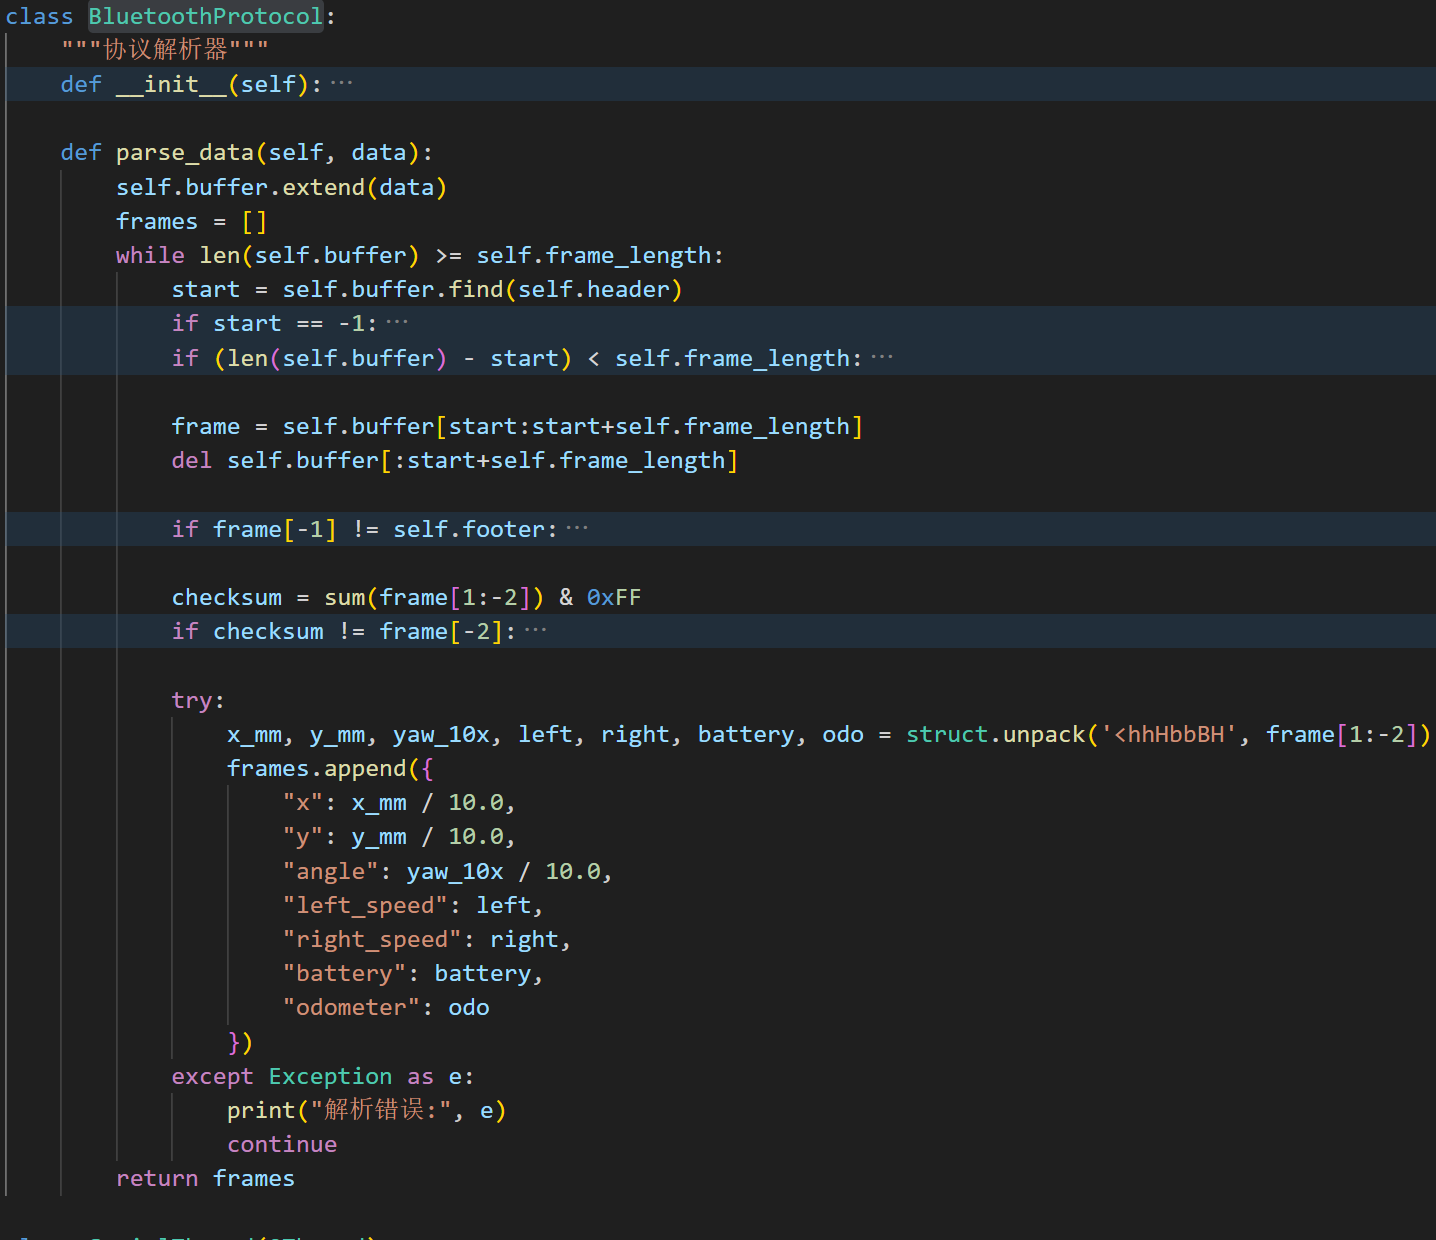 class BluetoothProtocol:
    """协议解析器"""
    def __init__(self):···
    def parse_data(self, data):
        self.buffer.extend(data)
        frames = []
        while len(self.buffer) >= self.frame_length:
            start = self.buffer.find(self.header)
            if start == -1:···
            if (len(self.buffer) - start) < self.frame_length:···
            frame = self.buffer[start:start+self.frame_length]
            del self.buffer[:start+self.frame_length]
            if frame[-1] != self.footer:···
            checksum = sum(frame[1:-2]) & 0xFF
            if checksum != frame[-2]:···
            try:
                x_mm, y_mm, yaw_10x, left, right, battery, odo = struct.unpack('<hhHbbBH', frame[1:-2])
                frames.append({
                    "x": x_mm / 10.0,
                    "y": y_mm / 10.0,
                    "angle": yaw_10x / 10.0,
                    "left_speed": left,
                    "right_speed": right,
                    "battery": battery,
                    "odometer": odo
                })
            except Exception as e:
                print("解析错误:", e)
                continue
        return frames